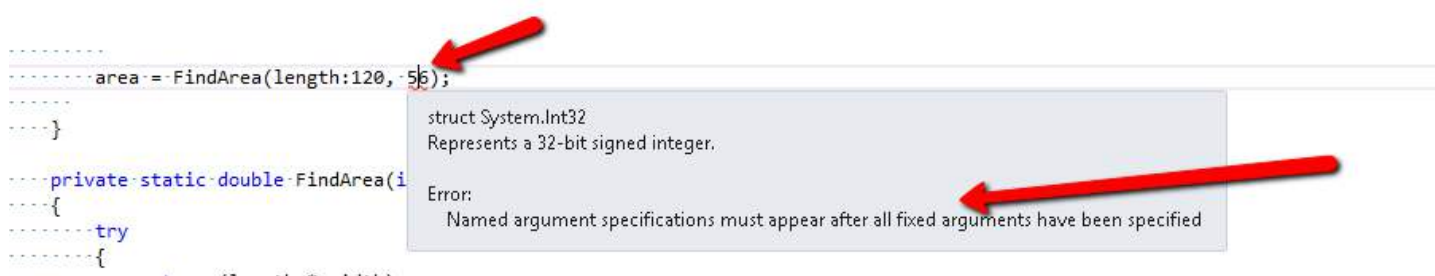 area = FindArea(length:120, 56);
struct System.Int32
Represents a 32-bit signed integer.
}
private static double FindArea(i
Error:
Named argument specifications must appear after all fixed arguments have been specified
{
try
{